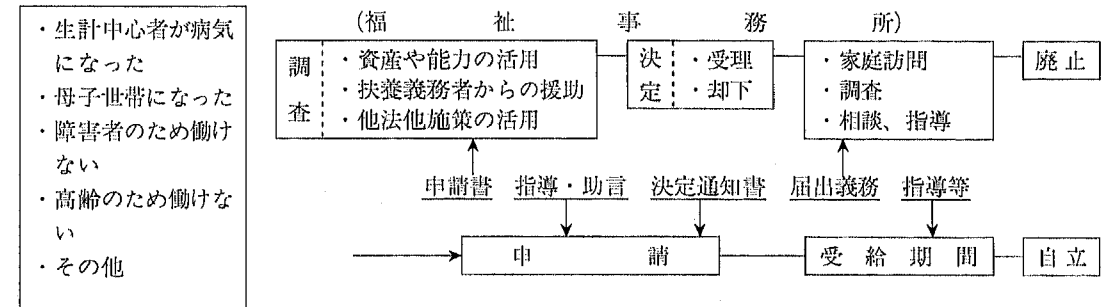 ・生計中心者が病気
になった
・母子世帯になった
・障害者のため働け
ない
・高齢のため働けな
い
・その他
(福祉事務所)
調査
・資産や能力の活用
・扶養義務者からの援助
・他法他施策の活用
決定
・受理
・却下
・家庭訪問
・調査
・相談、指導
廃止
申請書 指導・助言 決定通知書 届出義務 指導等
申請
受給期間
自立